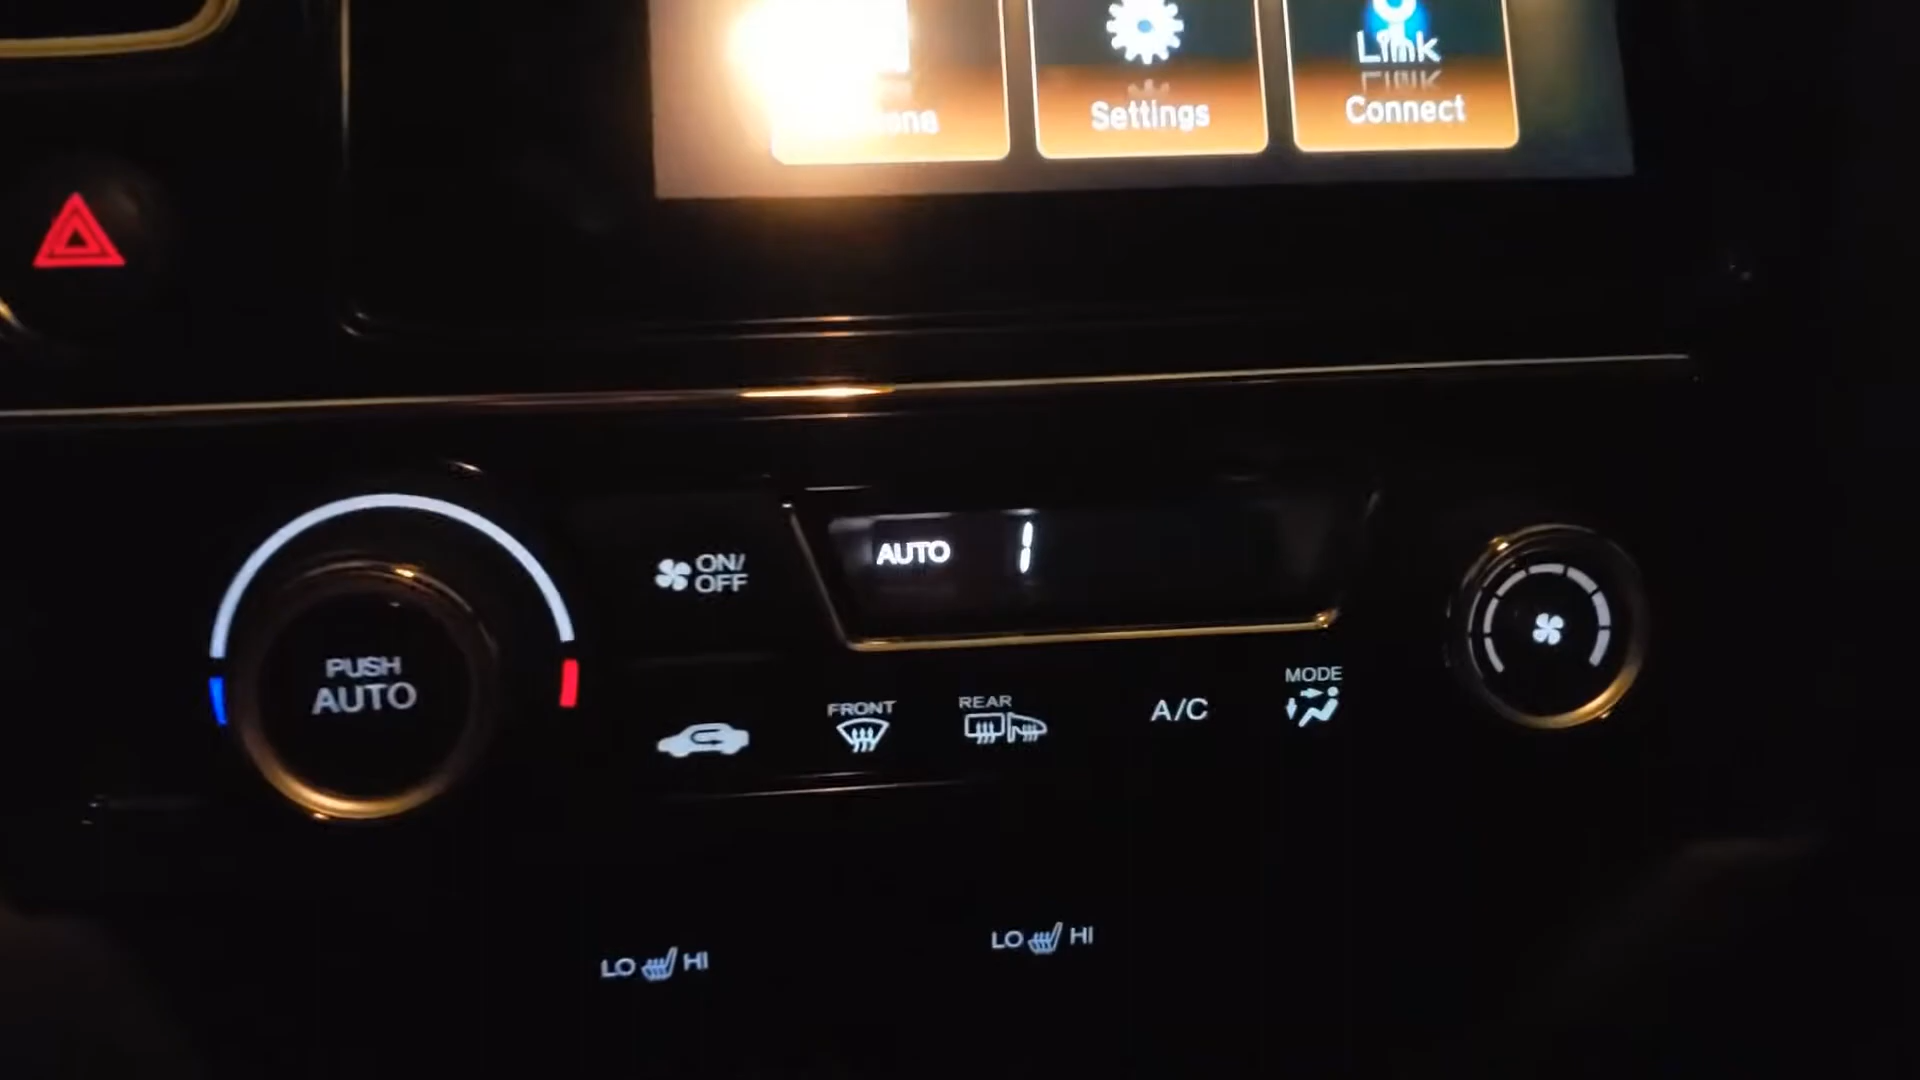 Settings
Link
Connect
ON/
OFF
AUTO 1
PUSH
AUTO
FRONT
REAR
A/C
MODE
LO HI
LO HI